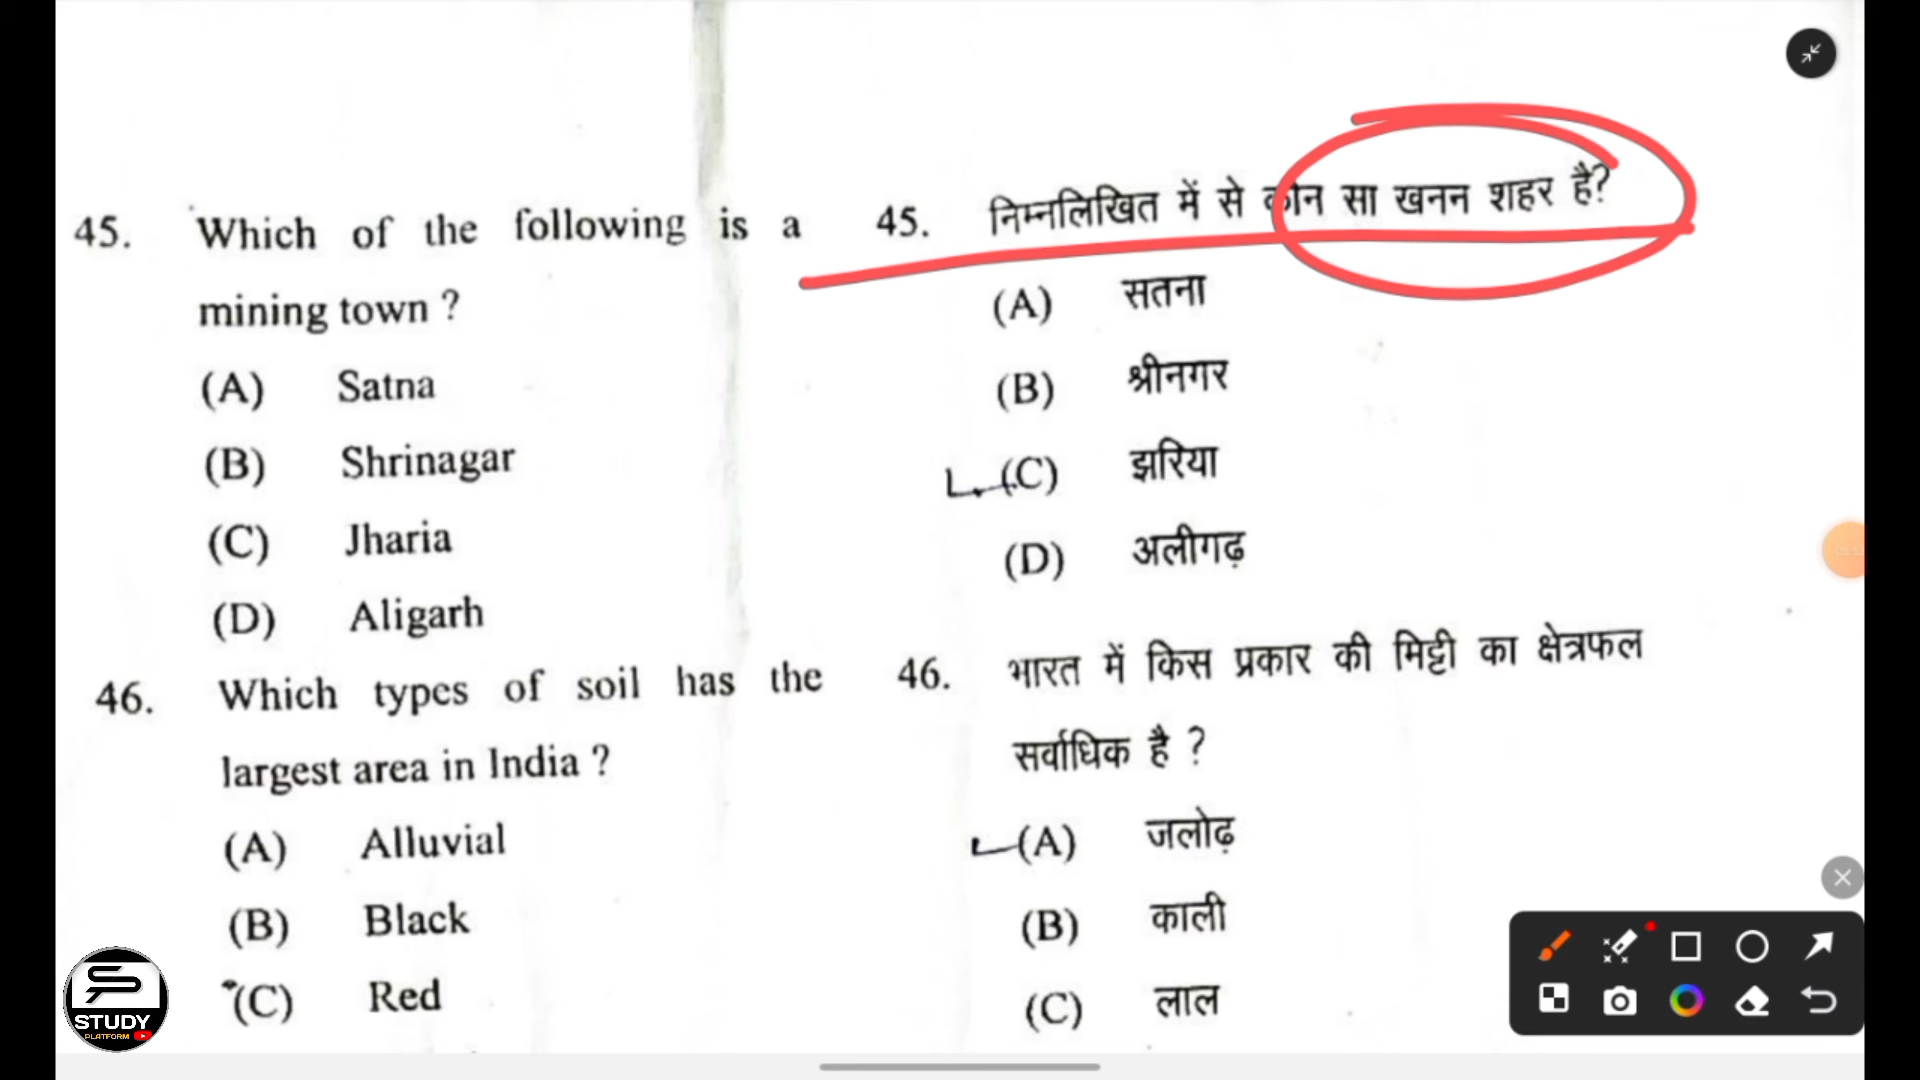 45. Which of the following is a
mining town ?
(A) Satna
(B) Shrinagar
(C) Jharia
(D) Aligarh
46. Which types of soil has the
largest area in India ?
(A) Alluvial
(B) Black
(C) Red
45. निम्नलिखित में से कौन सा खनन शहर है?
(A) सतना
(B) श्रीनगर
(C) झरिया
(D) अलीगढ़
46. भारत में किस प्रकार की मिट्टी का क्षेत्रफल
सर्वाधिक है ?
(A) जलोढ़
(B) काली
(C) लाल
STUDY
PLATFORM